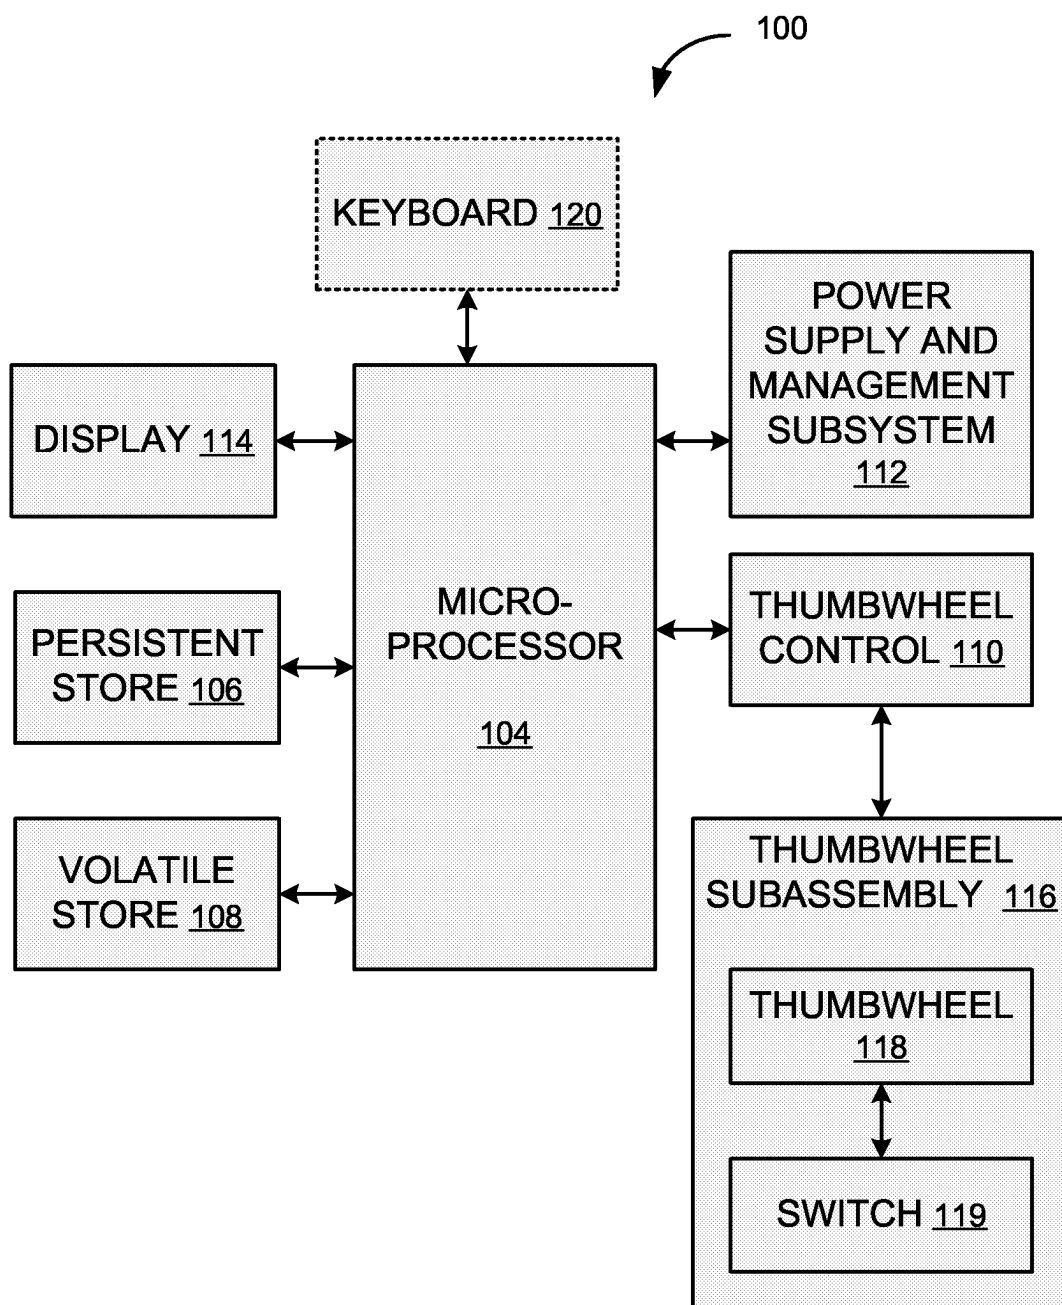 100
KEYBOARD 120
POWER
SUPPLY AND
MANAGEMENT
SUBSYSTEM
112
DISPLAY 114
MICRO-
PROCESSOR
104
THUMBWHEEL
CONTROL 110
PERSISTENT
STORE 106
VOLATILE
STORE 108
THUMBWHEEL
SUBASSEMBLY 116
THUMBWHEEL
118
SWITCH 119